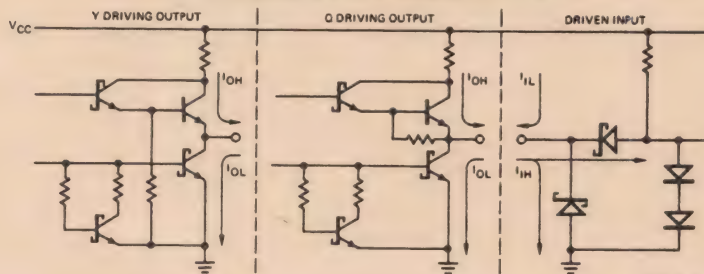 Y DRIVING OUTPUT
Q DRIVING OUTPUT
DRIVEN INPUT
VCC
IOH
IOL
IOH
IOL
IIL
IIH